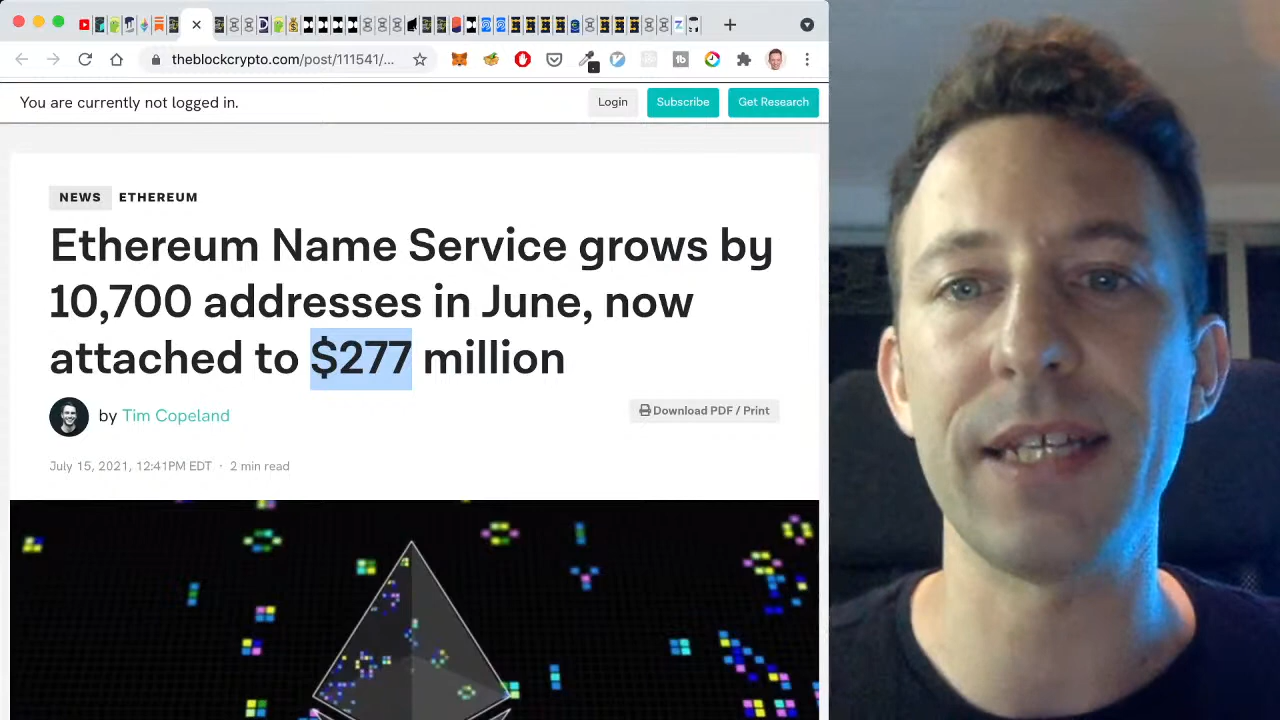 theblockcrypto.com/post/111541/...
You are currently not logged in.
Login
Subscribe
Get Research
NEWS ETHEREUM
Ethereum Name Service grows by
10,700 addresses in June, now
attached to $277 million
by Tim Copeland
Download PDF / Print
July 15, 2021, 12:41PM EDT · 2 min read